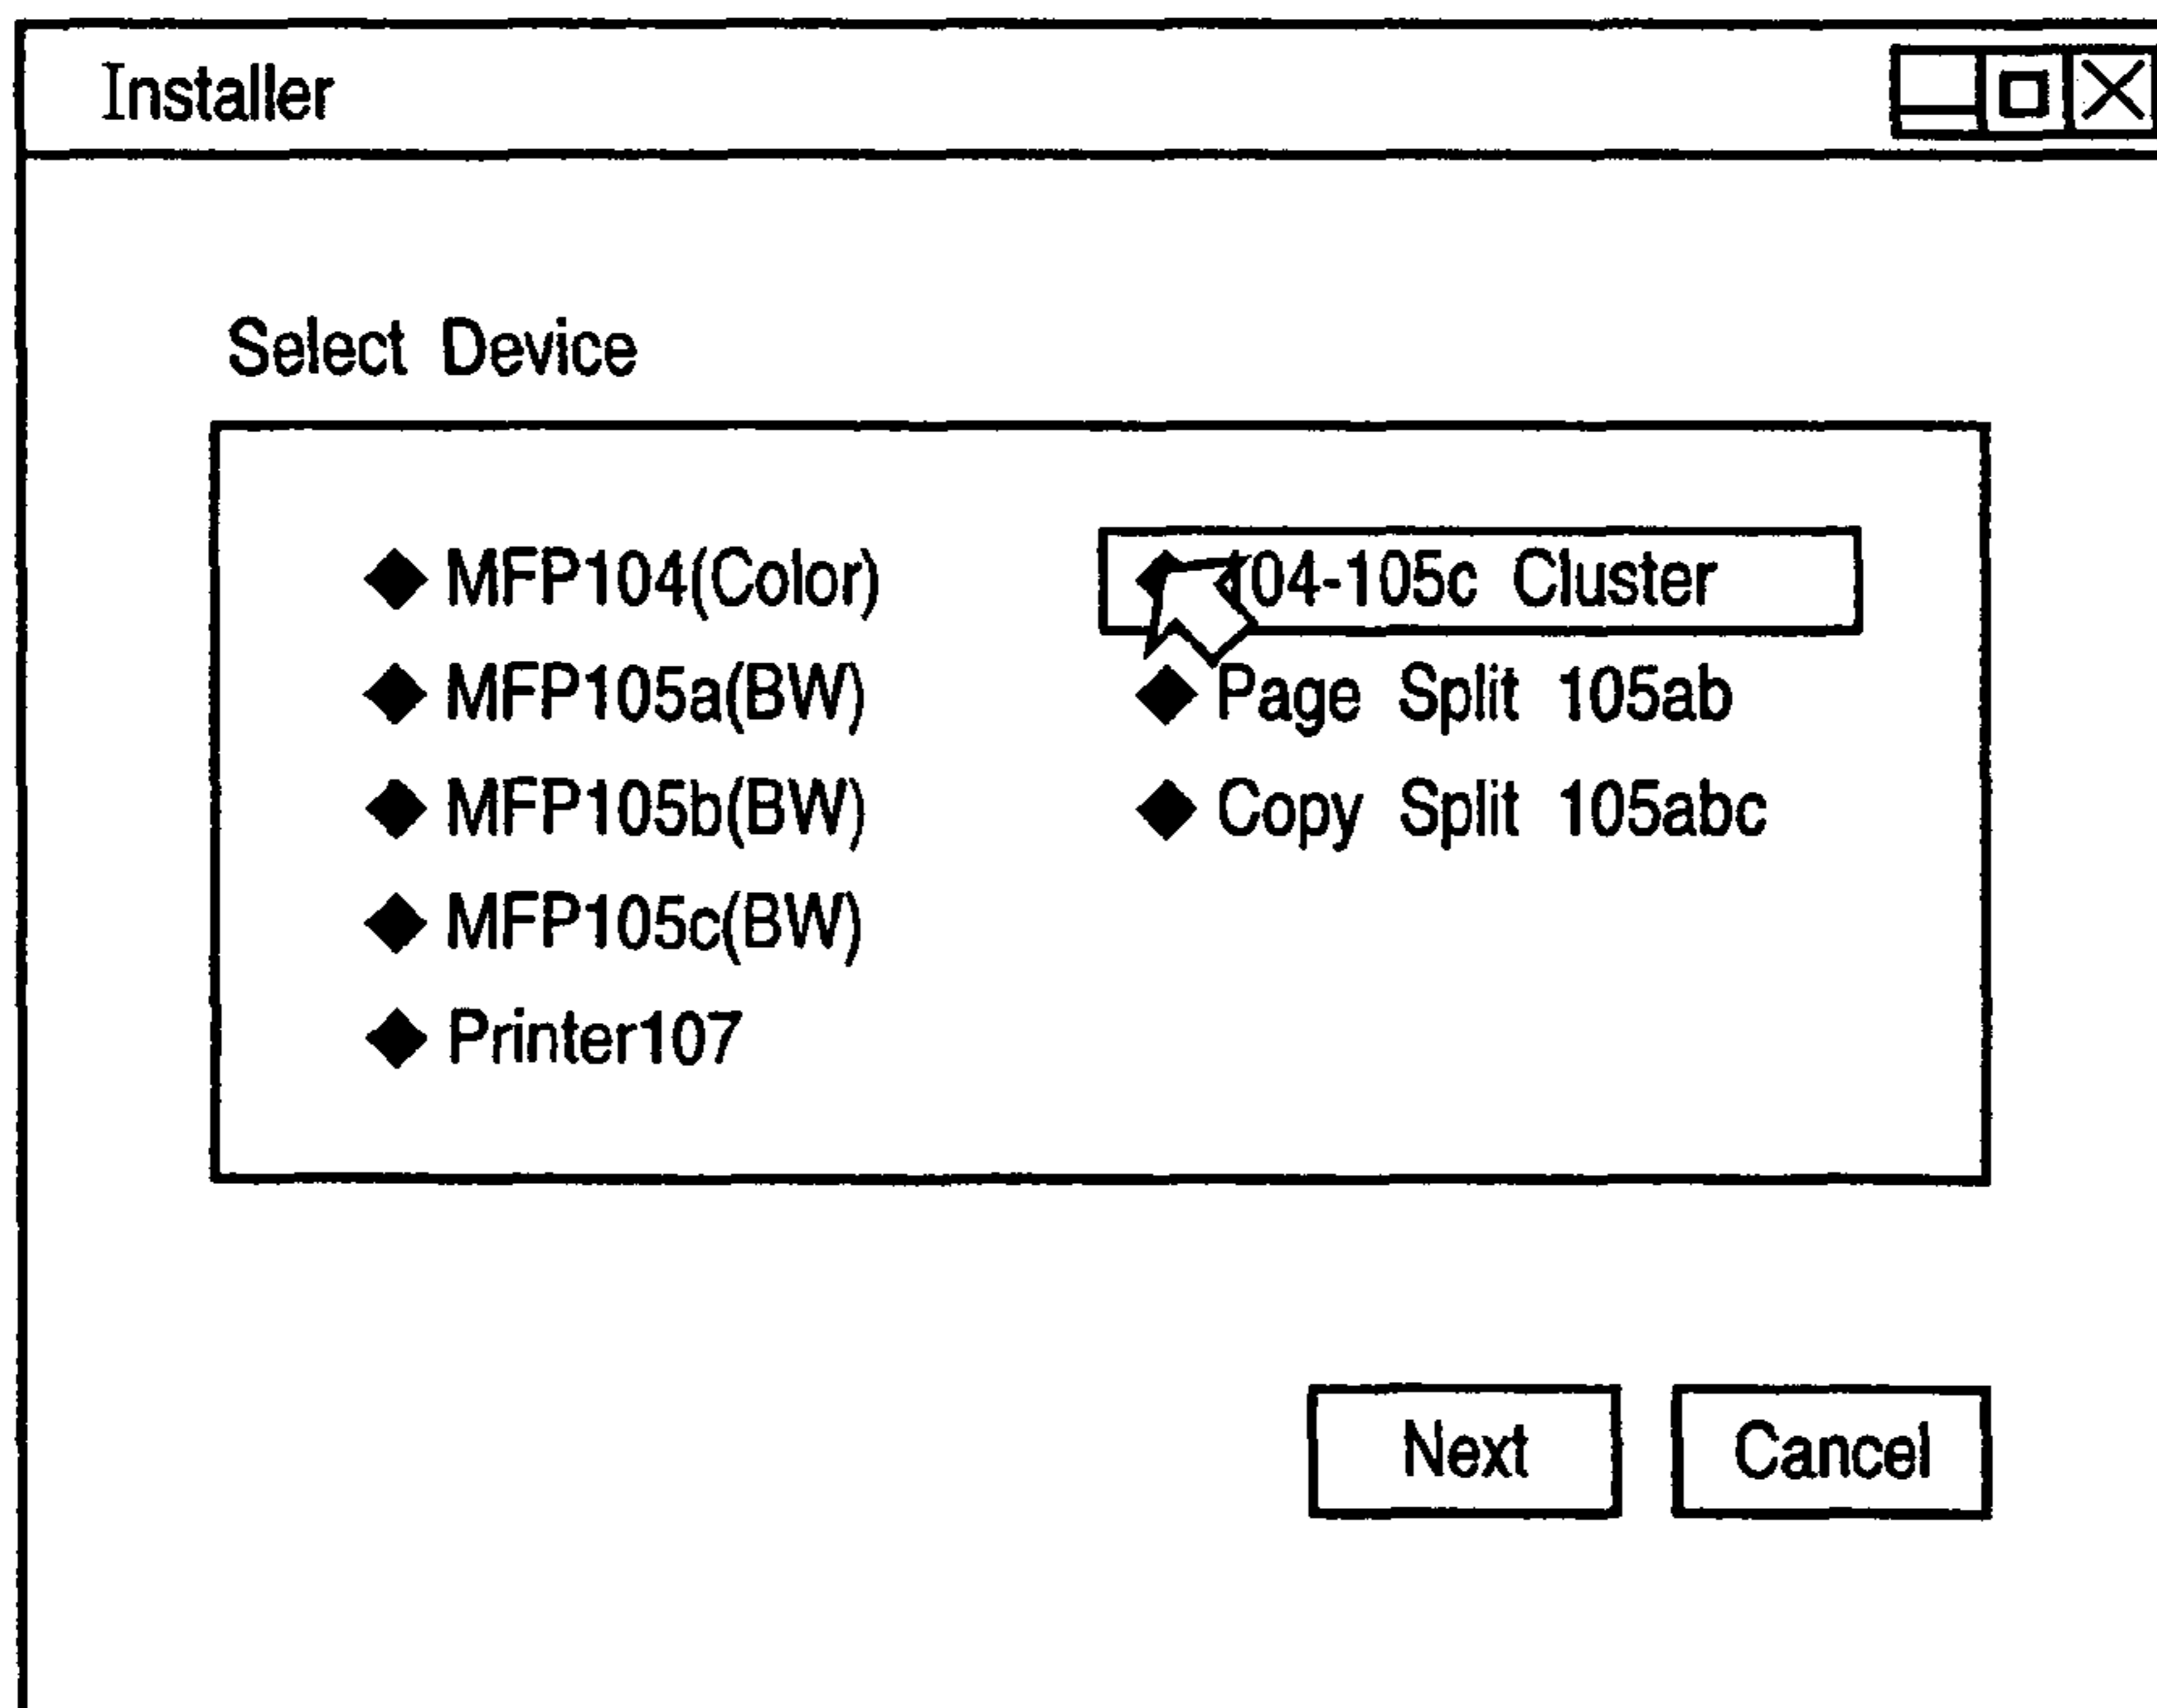 Installer
Select Device
◆ MFP104(Color)
◆ MFP105a(BW)
◆ MFP105b(BW)
◆ MFP105c(BW)
◆ Printer107
104-105c Cluster
◆ Page Split 105ab
◆ Copy Split 105abc
Next
Cancel